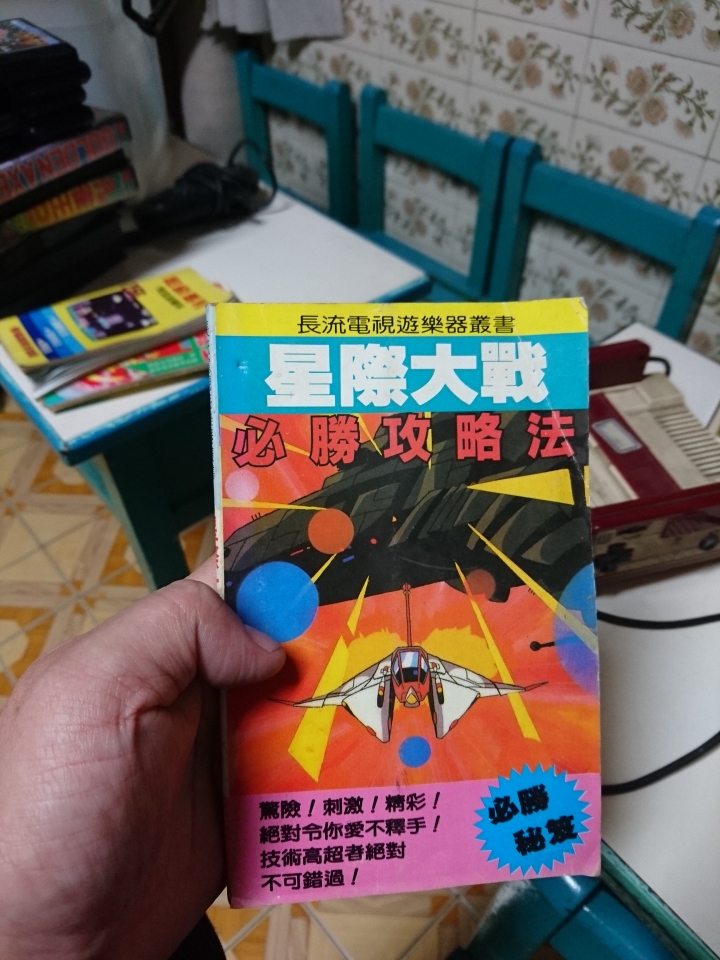 長流電視遊樂器叢書
星際大戰
必勝攻略法
驚險!刺激!精彩!
絕對令你愛不釋手!
技術高超者絕對
不可錯過!
必勝
秘笈